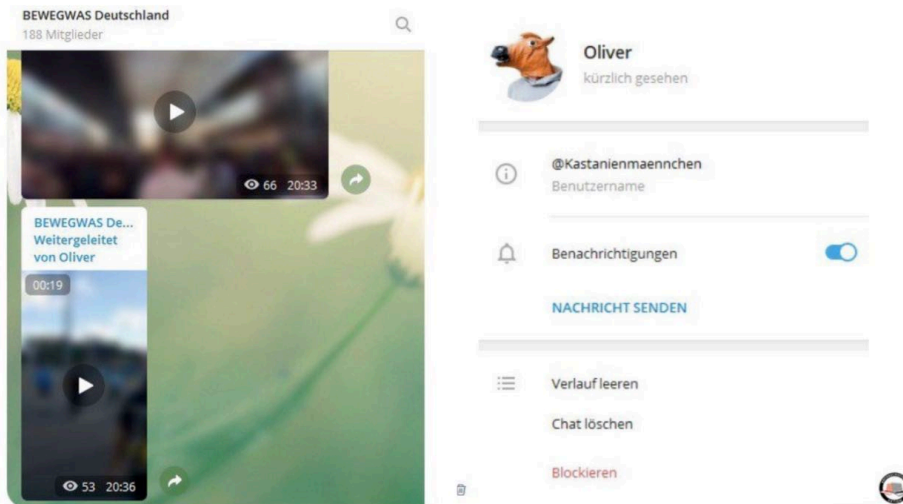 BEWEGWAS Deutschland
188 Mitglieder
66 20:33
BEWEGWAS De...
Weitergeleitet
von Oliver
00:19
53 20:36
Oliver
kürzlich gesehen
@Kastanienmaennchen
Benutzername
Benachrichtigungen
NACHRICHT SENDEN
Verlauf leeren
Chat löschen
Blockieren